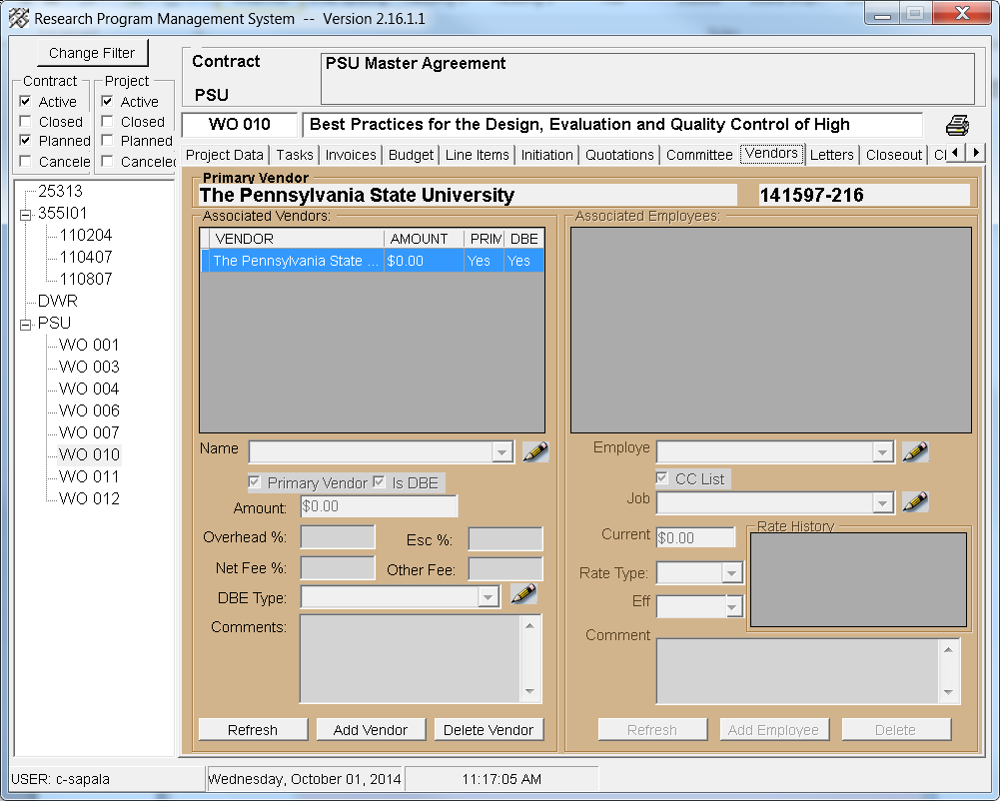 Research Program Management System -- Version 2.16.1.1
Change Filter
Contract
Active
Closed
Planned
Cancele
Project
Active
Closed
Planned
Cancelec
25313
355I01
110204
110407
110807
DWR
PSU
WO 001
WO 003
WO 004
WO 006
WO 007
WO 010
WO 011
WO 012
Contract PSU Master Agreement
PSU
WO 010 Best Practices for the Design, Evaluation and Quality Control of High
Project Data Tasks Invoices Budget Line Items Initiation Quotations Committee Vendors Letters Closeout Cl
Primary Vendor
The Pennsylvania State University 141597-216
Associated Vendors:
VENDOR AMOUNT PRIM DBE
The Pennsylvania State ... $0.00 Yes Yes
Name
Primary Vendor Is DBE
Amount: $0.00
Overhead %: Esc %:
Net Fee %: Other Fee:
DBE Type:
Comments:
Refresh Add Vendor Delete Vendor
Associated Employees:
Employe
CC List
Job
Current $0.00
Rate History
Rate Type:
Eff
Comment
Refresh Add Employee Delete
USER: c-sapala Wednesday, October 01, 2014 11:17:05 AM